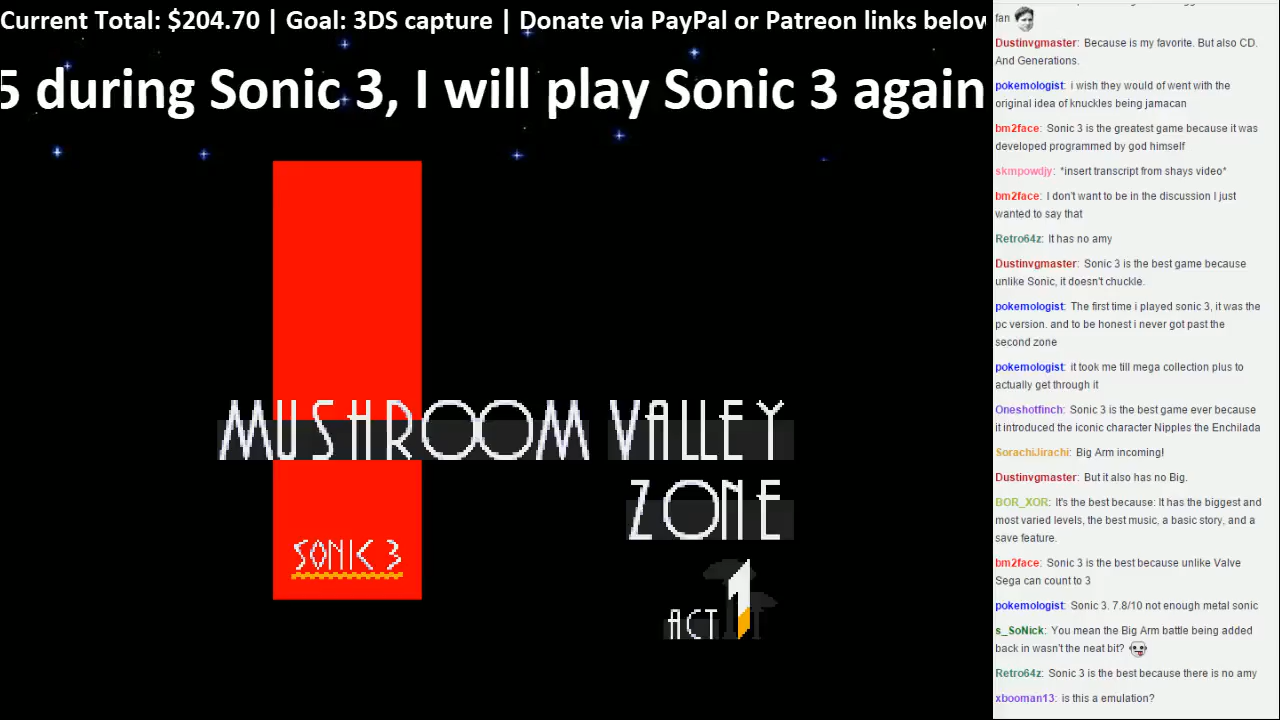 Current Total: $204.70 | Goal: 3DS capture | Donate via PayPal or Patreon links below
5 during Sonic 3, I will play Sonic 3 again
MUSHROOM VALLEY
ZONE
SONIC 3
ACT 1
fan
Dustinvgmaster: Because is my favorite. But also CD.
And Generations.
pokemologist: i wish they would of went with the
original idea of knuckles being jamacan
bm2face: Sonic 3 is the greatest game because it was
developed programmed by god himself
skmpowdjy: *insert transcript from shays video*
bm2face: I don't want to be in the discussion I just
wanted to say that
Retro64z: It has no amy
Dustinvgmaster: Sonic 3 is the best game because
unlike Sonic, it doesn't chuckle.
pokemologist: The first time i played sonic 3, it was the
pc version. and to be honest i never got past the
second zone
pokemologist: it took me till mega collection plus to
actually get through it
Oneshotfinch: Sonic 3 is the best game ever because
it introduced the iconic character Nipples the Enchilada
SorachiJirachi: Big Arm incoming!
Dustinvgmaster: But it also has no Big.
BOR_XOR: It's the best because: It has the biggest and
most varied levels, the best music, a basic story, and a
save feature.
bm2face: Sonic 3 is the best because unlike Valve
Sega can count to 3
pokemologist: Sonic 3. 7.8/10 not enough metal sonic
s_SoNick: You mean the Big Arm battle being added
back in wasn't the neat bit?
Retro64z: Sonic 3 is the best because there is no amy
xbooman13: is this a emulation?